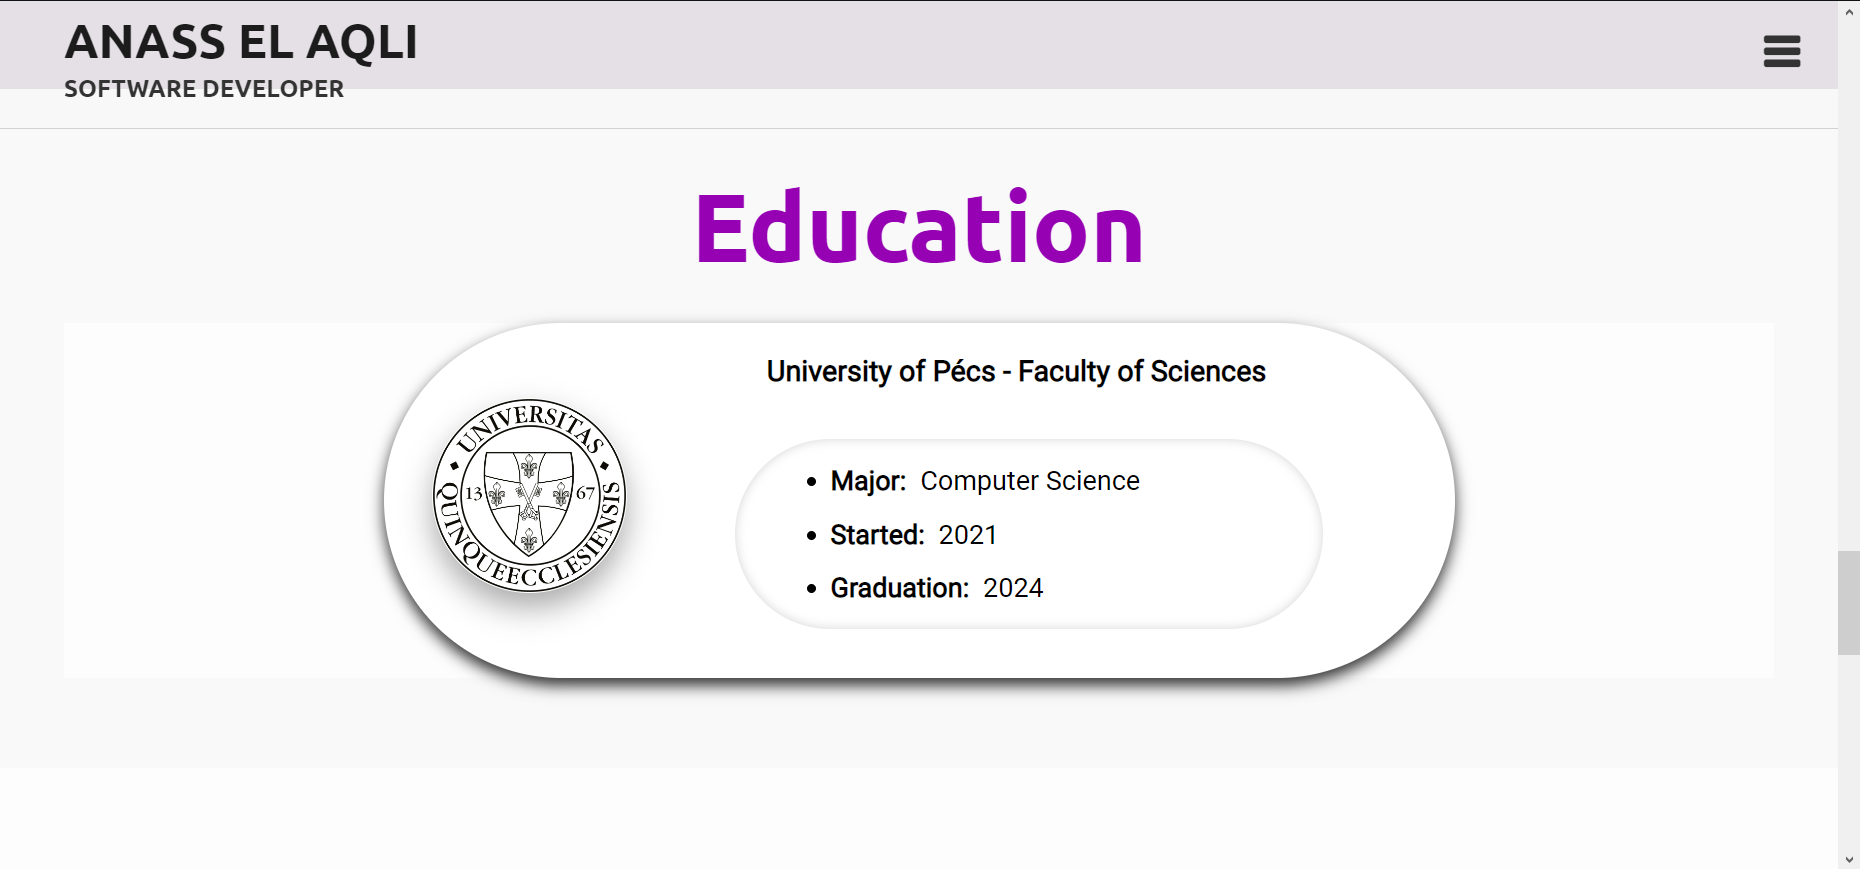 ANASS EL AQLI
SOFTWARE DEVELOPER
Education
University of Pécs - Faculty of Sciences
UNIVERSITAS
QUINQUEECCLESIENSIS
13 67
Major: Computer Science
Started: 2021
Graduation: 2024